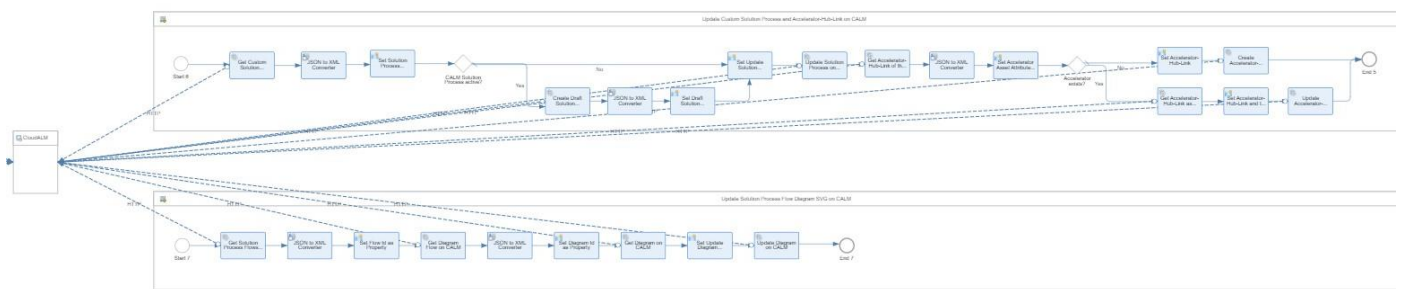 Update Custom Solution Process and Accelerator-Hub-Link on CALM
Start 8
Get Custom
Solution...
JSON to XML
Converter
Set Solution
Process...
CALM Solution
Process active?
No
Yes
Create Draft
Solution...
JSON to XML
Converter
Set Draft
Solution...
Set Update
Solution...
Update Solution
Process on...
Get Accelerator-
Hub-Link of th...
JSON to XML
Converter
Set Accelerator
Asset Attribute...
Accelerator
exists?
No
Yes
Set Accelerator-
Hub-Link
Create
Accelerator-...
Get Accelerator-
Hub-Link as...
Set Accelerator-
Hub-Link and t...
Update
Accelerator-...
End 5
CloudALM
Update Solution Process Flow Diagram SVG on CALM
Start 7
Get Solution
Process Flows...
JSON to XML
Converter
Set Flow Id as
Property
Get Diagram
Flow on CALM
JSON to XML
Converter
Set Diagram Id
as Property
Get Diagram on
CALM
Set Update
Diagram...
Update Diagram
on CALM
End 7